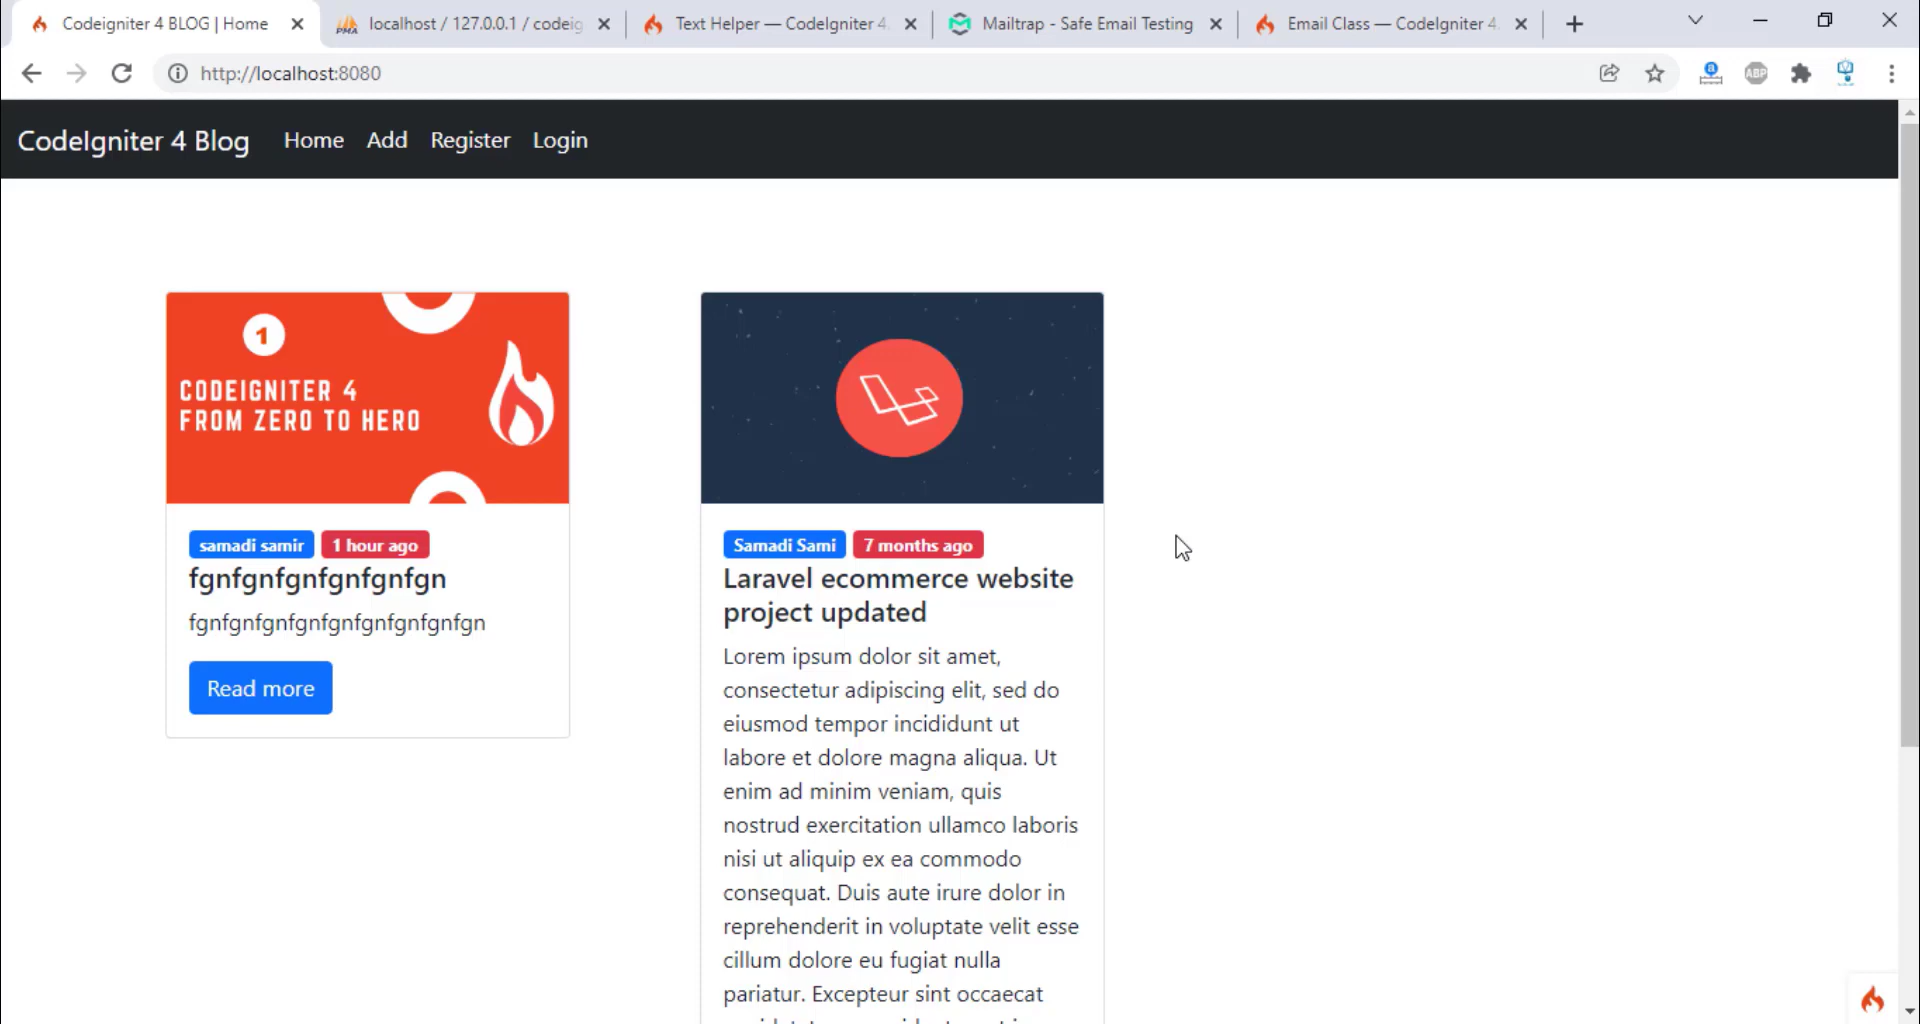 Codeigniter 4 BLOG | Home
localhost / 127.0.0.1 / codeig
Text Helper — CodeIgniter 4.
Mailtrap - Safe Email Testing
Email Class — CodeIgniter 4.
http://localhost:8080
ABP
CodeIgniter 4 Blog
Home
Add
Register
Login
1
CODEIGNITER 4
FROM ZERO TO HERO
samadi samir
1 hour ago
fgnfgnfgnfgnfgnfgn
fgnfgnfgnfgnfgnfgnfgnfgnfgn
Read more
Samadi Sami
7 months ago
Laravel ecommerce website
project updated
Lorem ipsum dolor sit amet,
consectetur adipiscing elit, sed do
eiusmod tempor incididunt ut
labore et dolore magna aliqua. Ut
enim ad minim veniam, quis
nostrud exercitation ullamco laboris
nisi ut aliquip ex ea commodo
consequat. Duis aute irure dolor in
reprehenderit in voluptate velit esse
cillum dolore eu fugiat nulla
pariatur. Excepteur sint occaecat